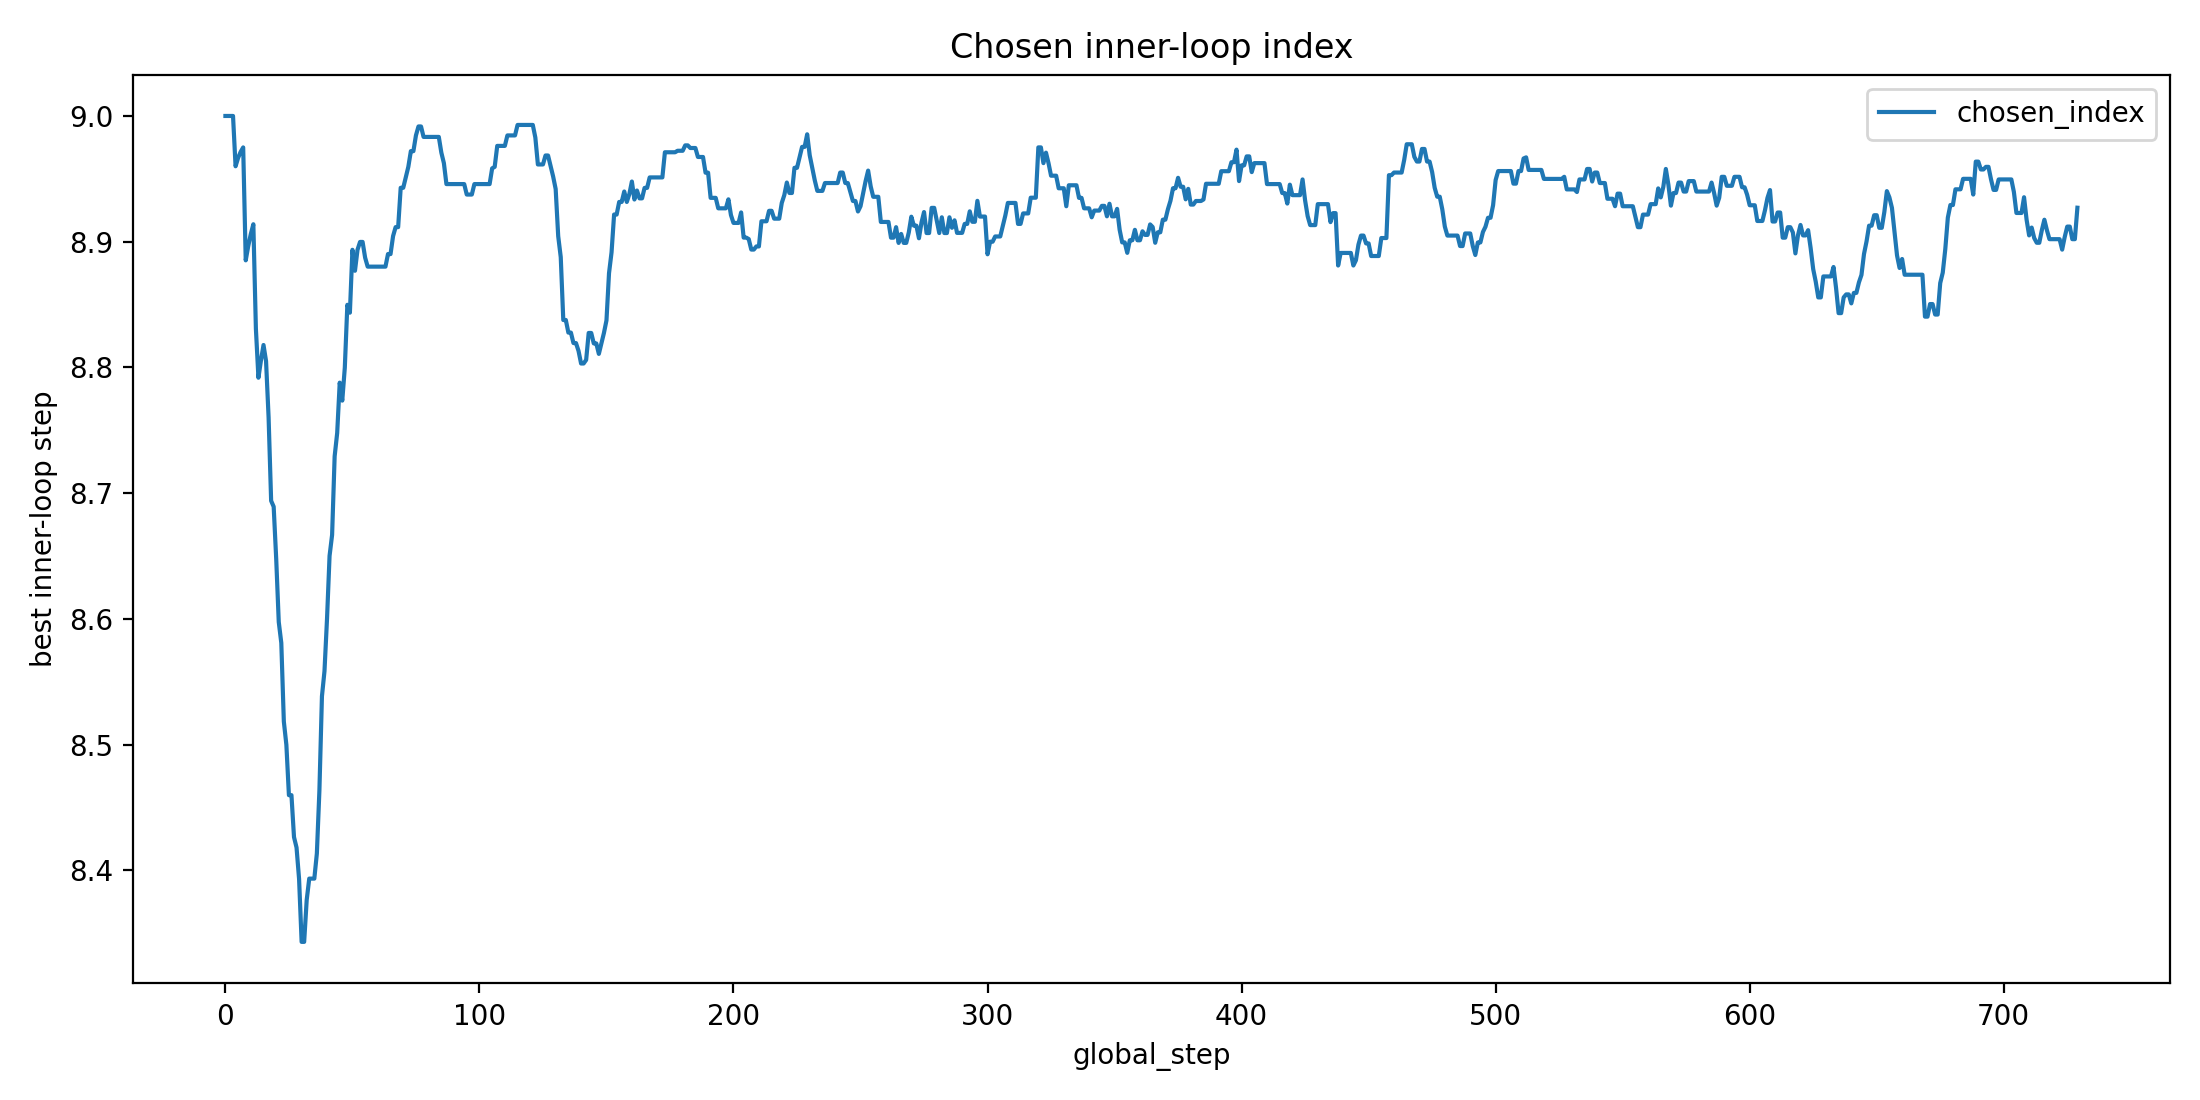 Chosen inner-loop index
chosen_index
best inner-loop step
9.0
8.9
8.8
8.7
8.6
8.5
8.4
0 100 200 300 400 500 600 700
global_step